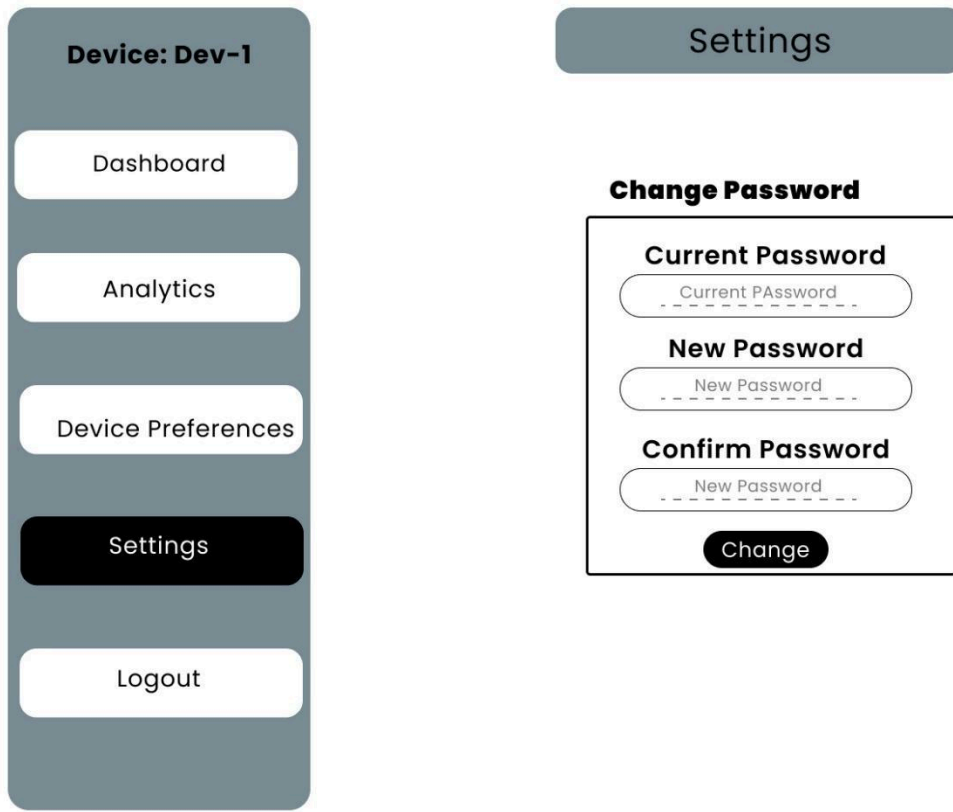 Device: Dev-1
Dashboard
Analytics
Device Preferences
Settings
Logout
Settings
Change Password
Current Password
Current PAssword
New Password
New Password
Confirm Password
New Password
Change